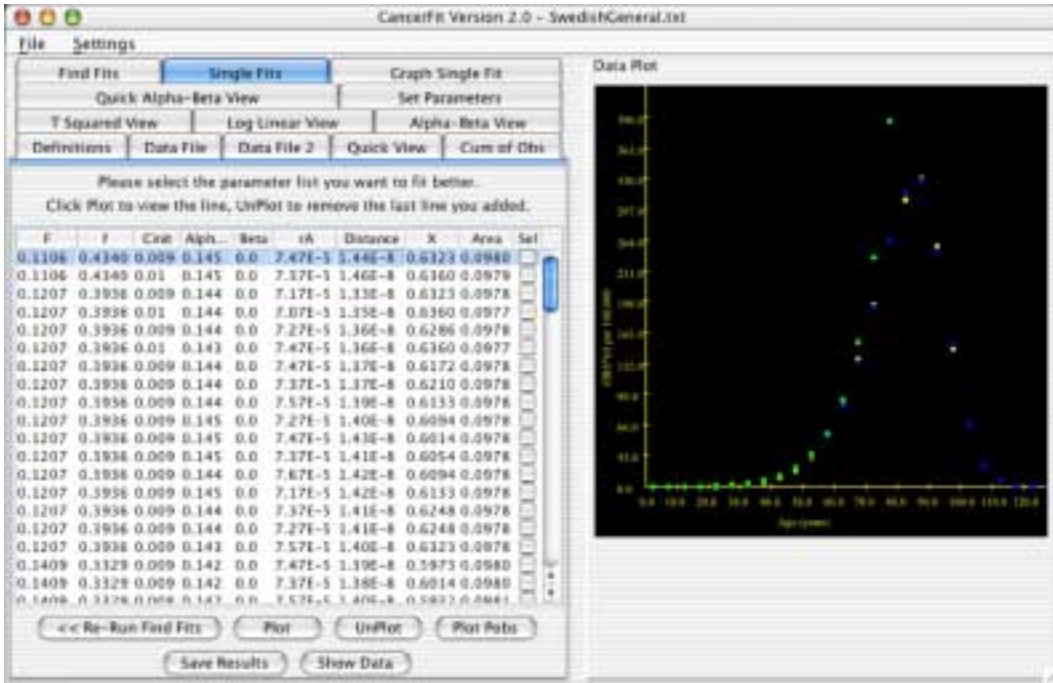 CancerFit Version 2.0 - SwedishGeneral.txt
File Settings
Find Fits Single Fits Graph Single Fit
Quick Alpha-Beta View Set Parameters
T Squared View Log Linear View Alpha-Beta View
Definitions Data File Data File 2 Quick View Cum of Obs
Please select the parameter list you want to fit better.
Click Plot to view the line, UnPlot to remove the last line you added.
F f Cinit Alph... Beta rA Distance X Area Sel
0.1106 0.4340 0.009 0.145 0.0 7.47E-5 1.44E-8 0.6323 0.0980
0.1106 0.4340 0.01 0.145 0.0 7.37E-5 1.46E-8 0.6360 0.0979
0.1207 0.3936 0.009 0.144 0.0 7.17E-5 1.33E-8 0.6323 0.0978
0.1207 0.3936 0.01 0.144 0.0 7.07E-5 1.35E-8 0.6360 0.0977
0.1207 0.3936 0.009 0.144 0.0 7.27E-5 1.36E-8 0.6286 0.0978
0.1207 0.3936 0.01 0.143 0.0 7.47E-5 1.36E-8 0.6360 0.0977
0.1207 0.3936 0.009 0.144 0.0 7.47E-5 1.37E-8 0.6172 0.0978
0.1207 0.3936 0.009 0.144 0.0 7.37E-5 1.37E-8 0.6210 0.0978
0.1207 0.3936 0.009 0.144 0.0 7.57E-5 1.39E-8 0.6133 0.0978
0.1207 0.3936 0.009 0.145 0.0 7.27E-5 1.40E-8 0.6094 0.0978
0.1207 0.3936 0.009 0.145 0.0 7.47E-5 1.43E-8 0.6014 0.0978
0.1207 0.3936 0.009 0.145 0.0 7.37E-5 1.41E-8 0.6054 0.0978
0.1207 0.3936 0.009 0.144 0.0 7.67E-5 1.42E-8 0.6094 0.0978
0.1207 0.3936 0.009 0.145 0.0 7.17E-5 1.42E-8 0.6133 0.0978
0.1207 0.3936 0.009 0.144 0.0 7.37E-5 1.41E-8 0.6248 0.0978
0.1207 0.3936 0.009 0.144 0.0 7.27E-5 1.41E-8 0.6248 0.0978
0.1207 0.3936 0.009 0.143 0.0 7.57E-5 1.40E-8 0.6323 0.0978
0.1409 0.3329 0.009 0.142 0.0 7.47E-5 1.39E-8 0.5973 0.0980
0.1409 0.3329 0.009 0.142 0.0 7.37E-5 1.38E-8 0.6014 0.0980
<< Re-Run Find Fits Plot UnPlot Plot Pobs
Save Results Show Data
Data Plot
Age (years)